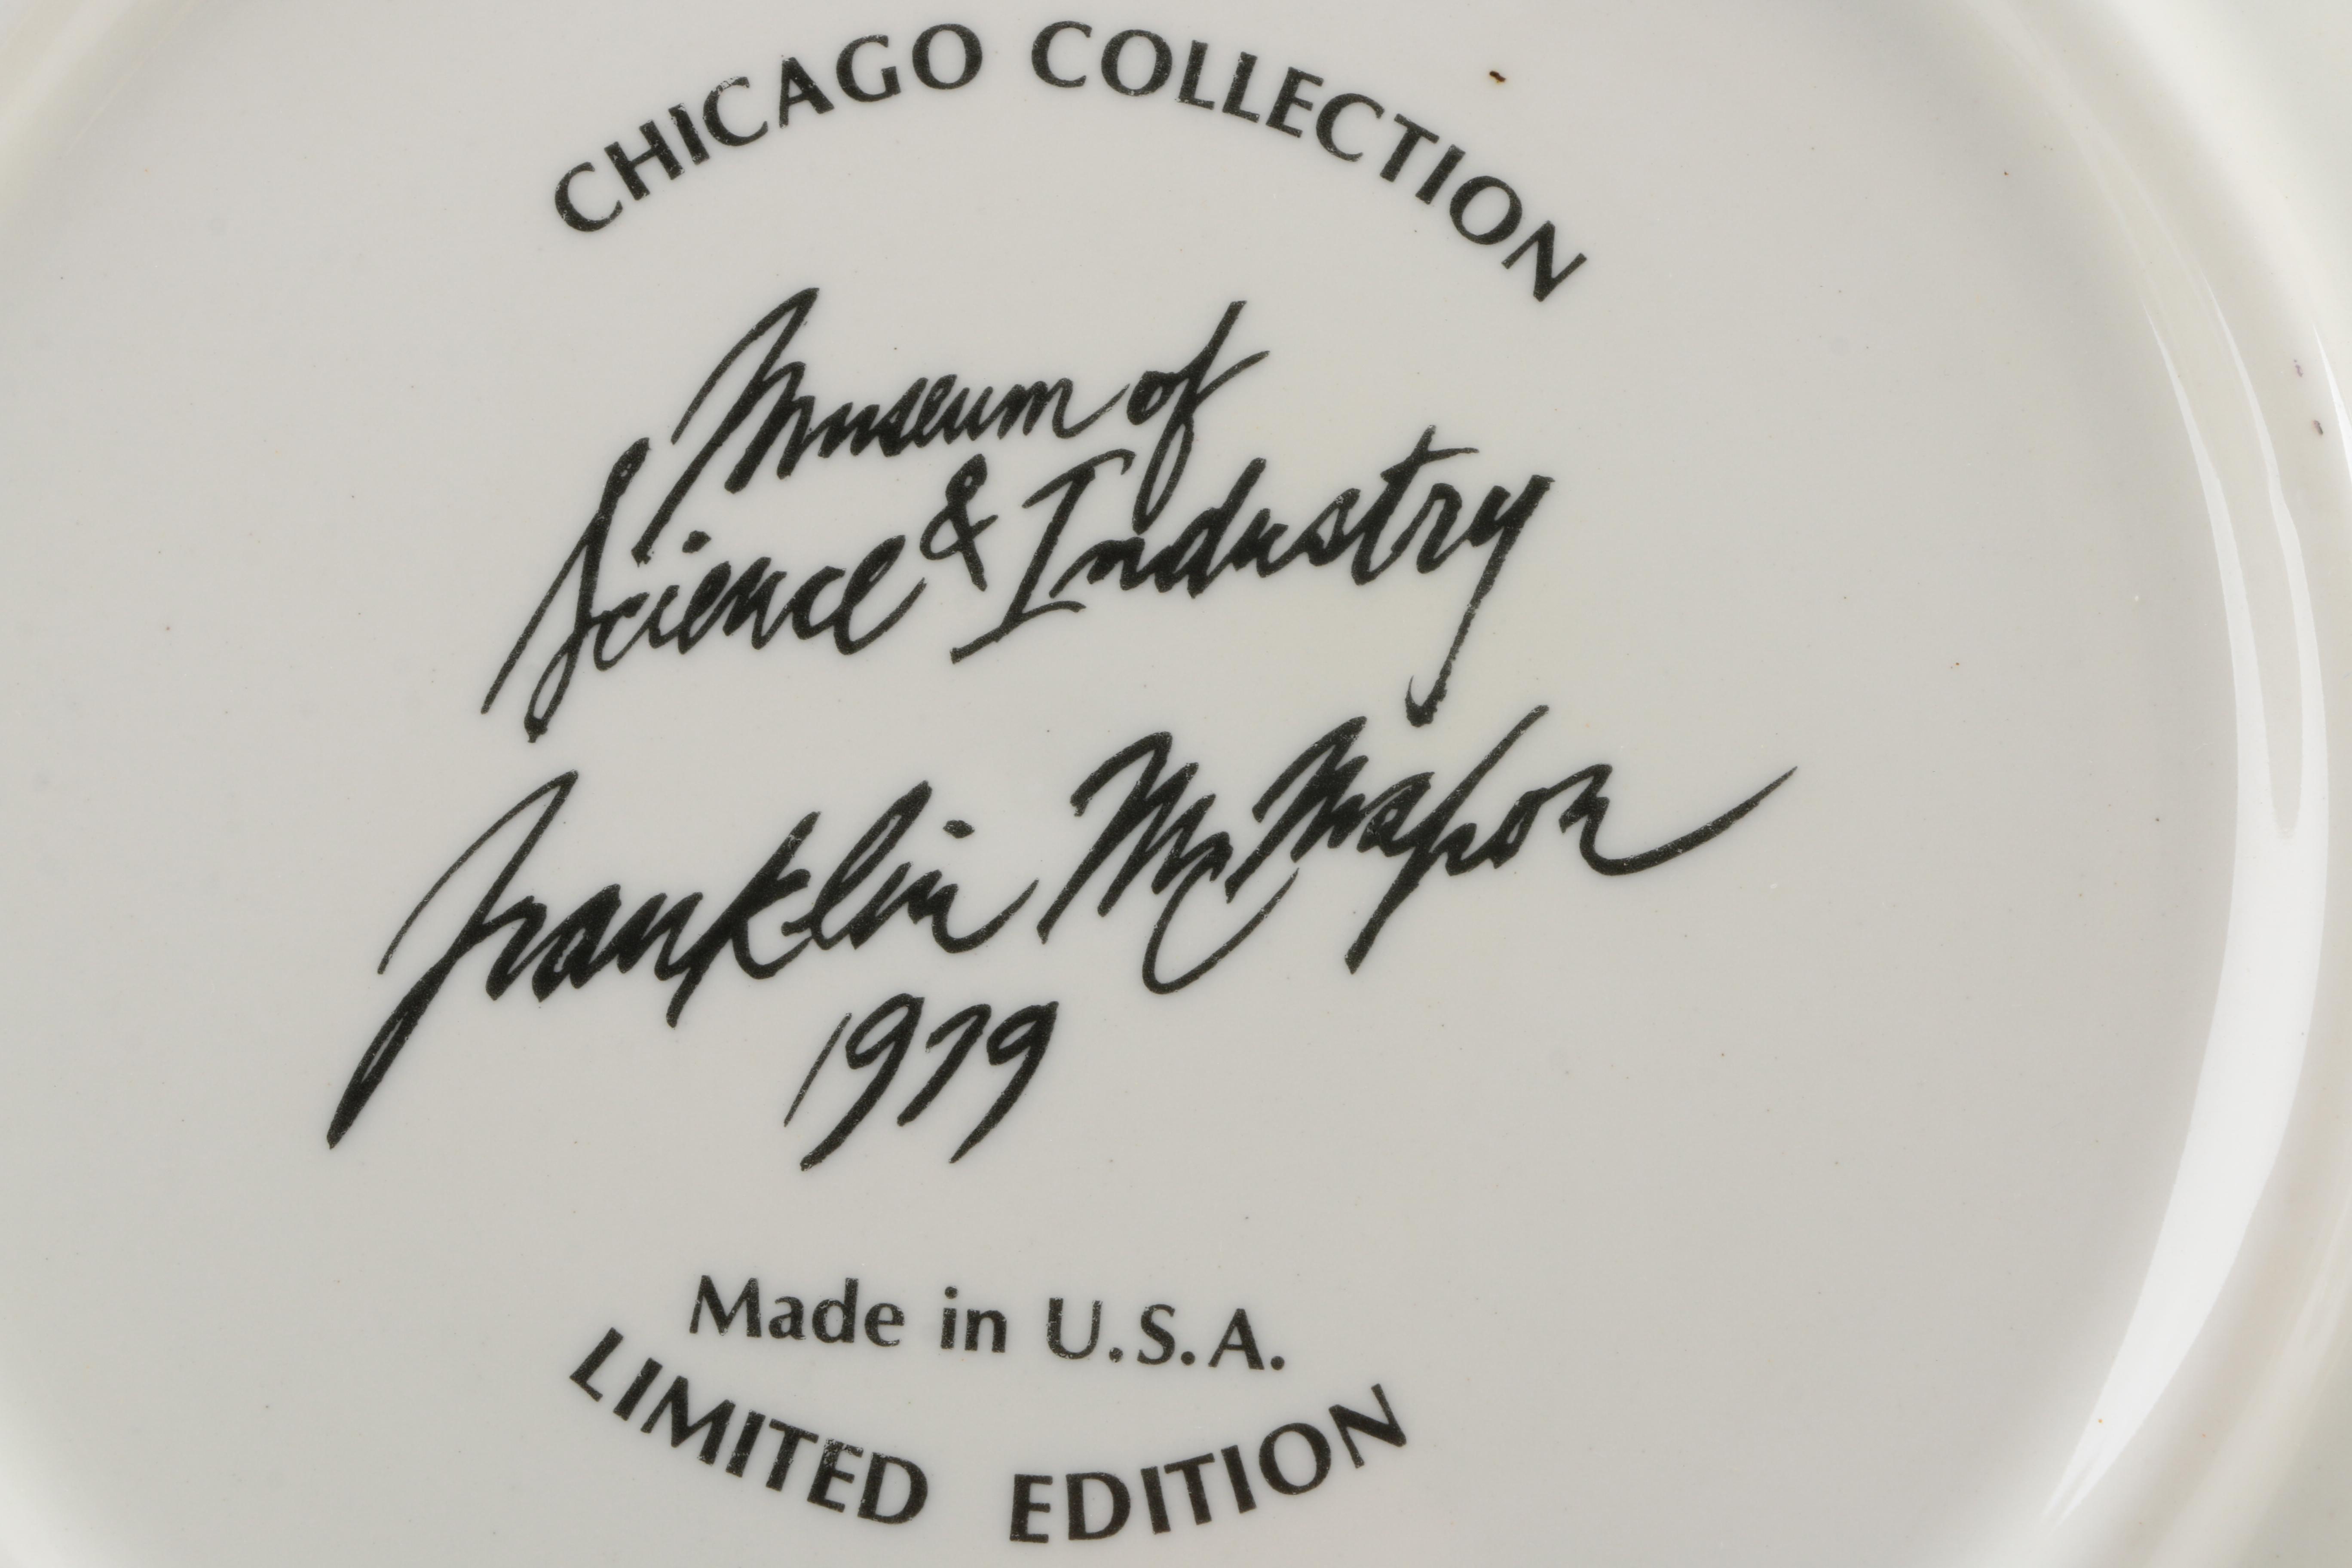 CHICAGO COLLECTION
Museum of
Science & Industry
Franklin McMahon
1979
Made in U.S.A.
LIMITED EDITION